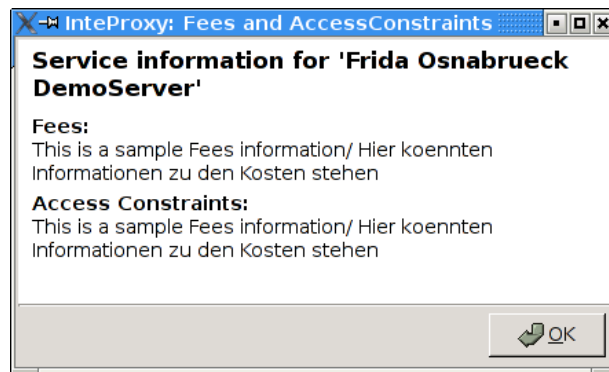 InteProxy: Fees and AccessConstraints
Service information for 'Frida Osnabrueck
DemoServer'
Fees:
This is a sample Fees information/ Hier koennten
Informationen zu den Kosten stehen
Access Constraints:
This is a sample Fees information/ Hier koennten
Informationen zu den Kosten stehen
OK